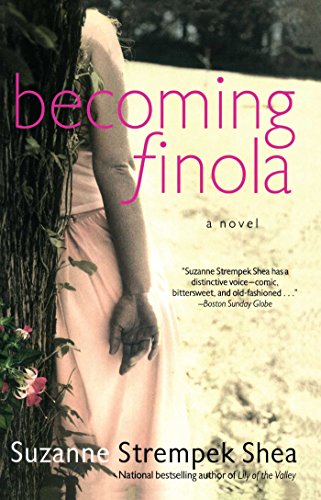 becoming
finola
a novel
"Suzanne Strempek Shea has a
distinctive voice—comic,
bittersweet, and old-fashioned . . ."
—Boston Sunday Globe
Suzanne Strempek Shea
National bestselling author of Lily of the Valley